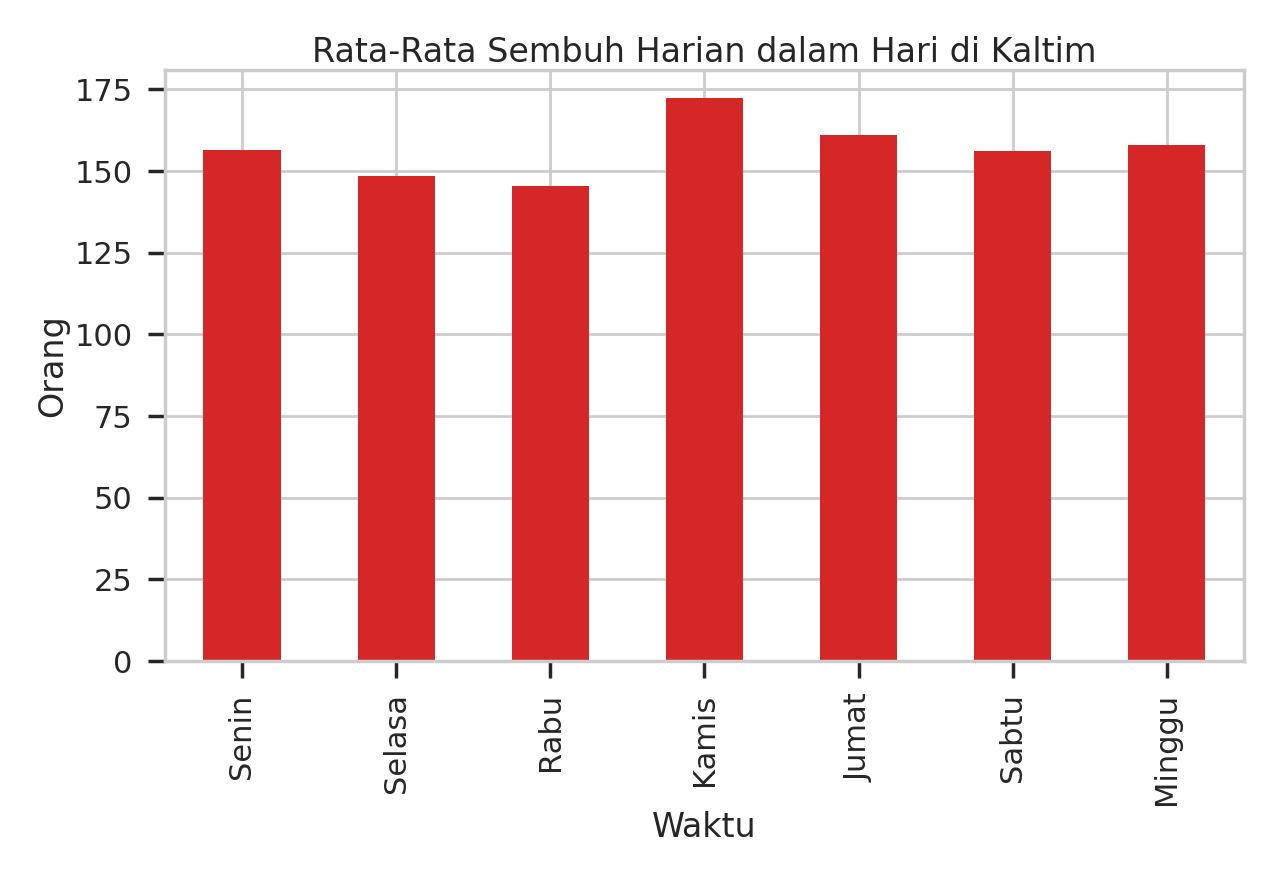 Rata-Rata Sembuh Harian dalam Hari di Kaltim
175
150
125
100
75
50
25
0
Orang
Senin
Selasa
Rabu
Kamis
Jumat
Sabtu
Minggu
Waktu